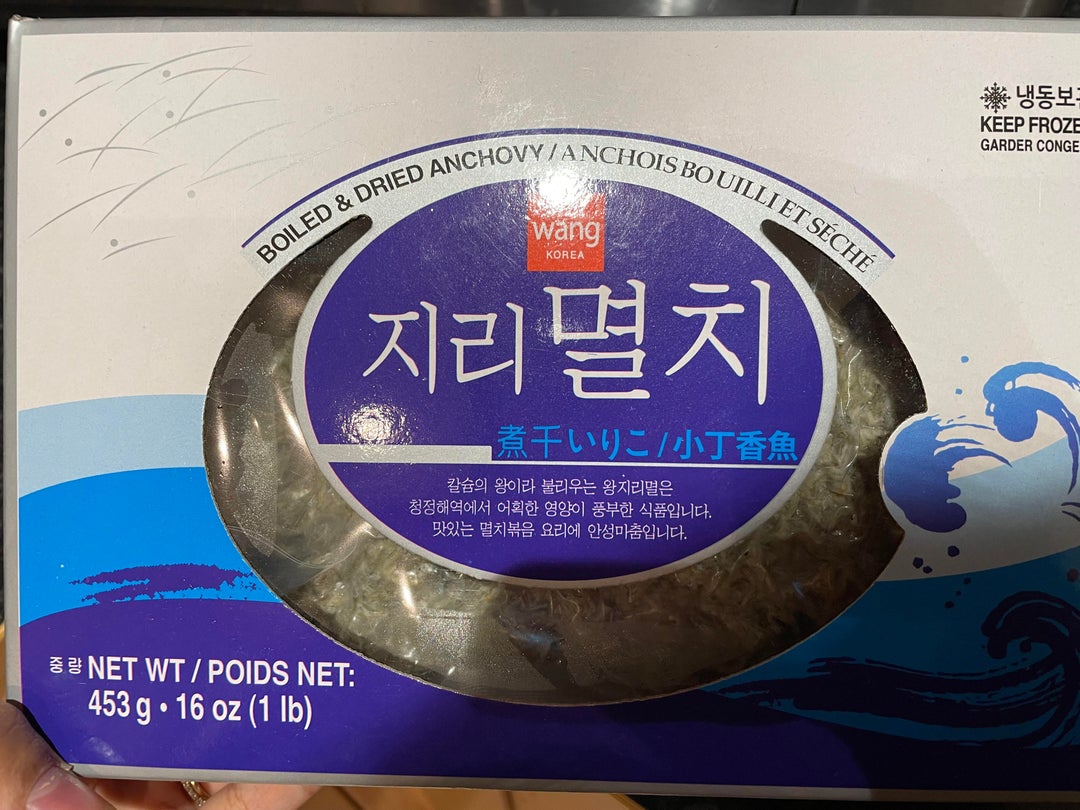 냉동보
KEEP FROZE
GARDER CONGE
BOILED & DRIED ANCHOVY / ANCHOIS BOUILLI ET SÉCHÉ
wang
KOREA
지리멸치
煮干いりこ/小丁香魚
칼슘의 왕이라 불리우는 왕지리멸은
청정해역에서 어획한 영양이 풍부한 식품입니다.
맛있는 멸치볶음 요리에 안성마춤입니다.
중량 NET WT / POIDS NET:
453 g • 16 oz (1 lb)